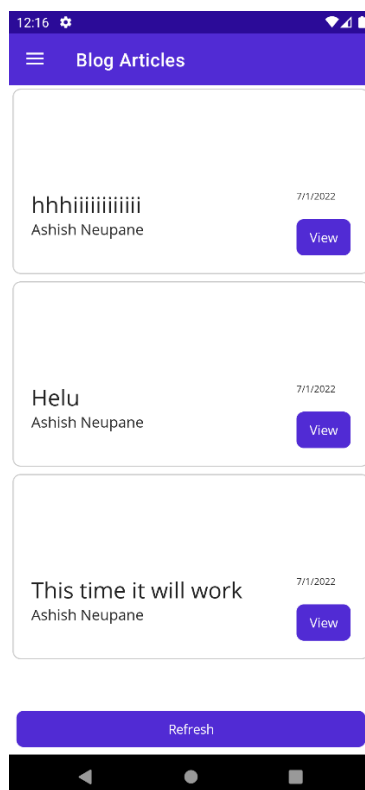 12:16
Blog Articles
hhhiiiiiiiiiiii
7/1/2022
Ashish Neupane
View
Helu
7/1/2022
Ashish Neupane
View
This time it will work
7/1/2022
Ashish Neupane
View
Refresh